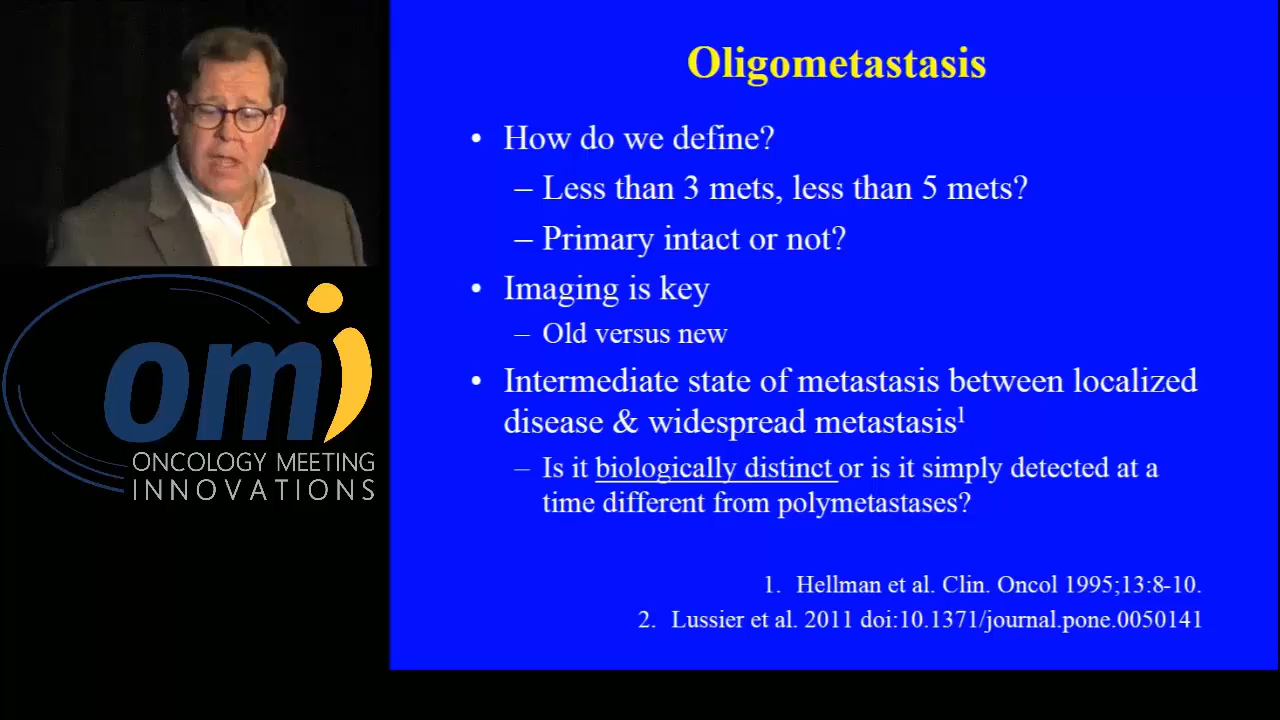 Oligometastasis
• How do we define?
– Less than 3 mets, less than 5 mets?
– Primary intact or not?
• Imaging is key
– Old versus new
• Intermediate state of metastasis between localized
disease & widespread metastasis1
– Is it biologically distinct or is it simply detected at a
time different from polymetastases?
1. Hellman et al. Clin. Oncol 1995;13:8-10.
2. Lussier et al. 2011 doi:10.1371/journal.pone.0050141
omi
ONCOLOGY MEETING
INNOVATIONS